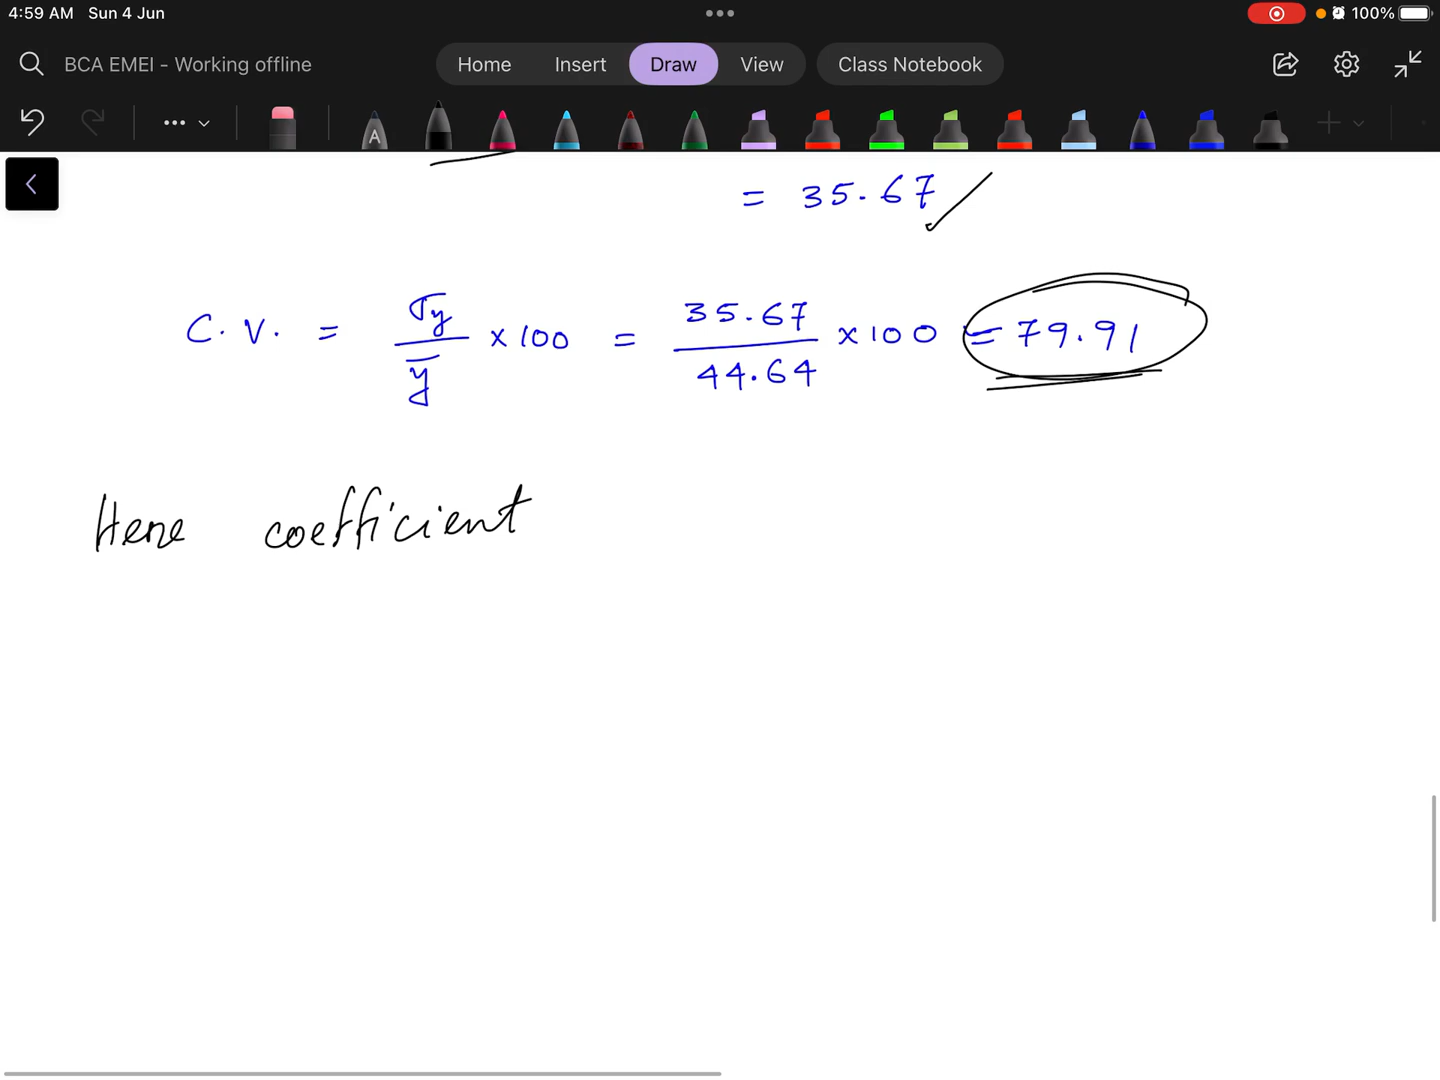 4:59 AM Sun 4 Jun 100%
BCA EMEI - Working offline Home Insert Draw View Class Notebook
A
= 35.67
C.V. = σy / y̅ × 100 = 35.67 / 44.64 × 100 = 79.91
Here coefficient